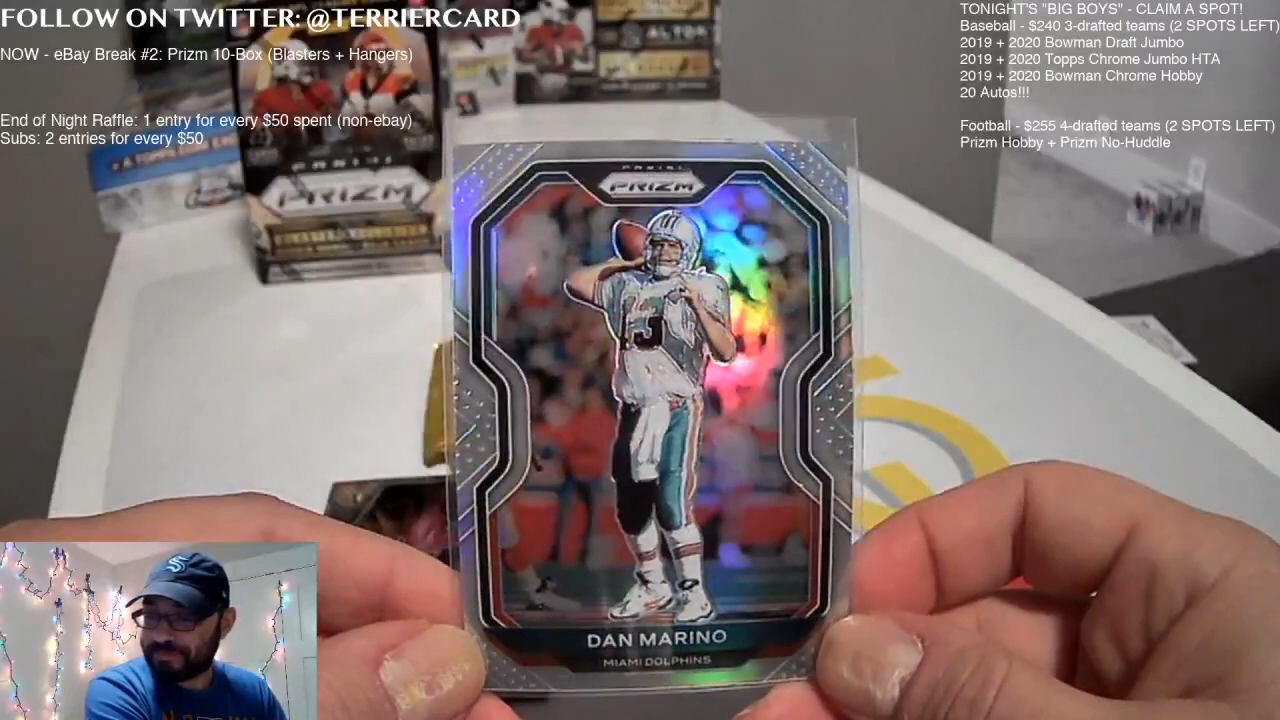 FOLLOW ON TWITTER: @TERRIERCARD
NOW - eBay Break #2: Prizm 10-Box (Blasters + Hangers)
End of Night Raffle: 1 entry for every $50 spent (non-ebay)
Subs: 2 entries for every $50
TONIGHT'S "BIG BOYS" - CLAIM A SPOT!
Baseball - $240 3-drafted teams (2 SPOTS LEFT)
2019 + 2020 Bowman Draft Jumbo
2019 + 2020 Topps Chrome Jumbo HTA
2019 + 2020 Bowman Chrome Hobby
20 Autos!!!
Football - $255 4-drafted teams (2 SPOTS LEFT)
Prizm Hobby + Prizm No-Huddle
PANINI
PRIZM
PANINI
PRIZM
13
DAN MARINO
MIAMI DOLPHINS